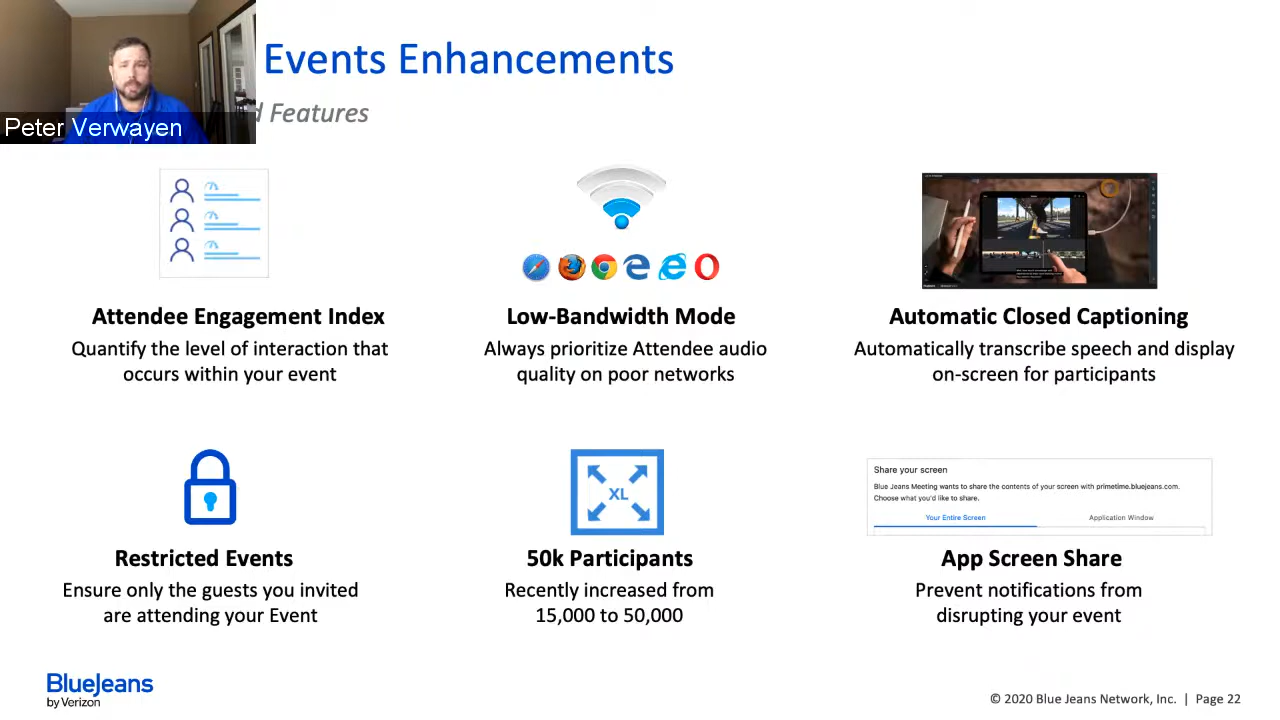 Events Enhancements
d Features
Peter Verwayen
Attendee Engagement Index
Quantify the level of interaction that
occurs within your event
Low-Bandwidth Mode
Always prioritize Attendee audio
quality on poor networks
Automatic Closed Captioning
Automatically transcribe speech and display
on-screen for participants
Restricted Events
Ensure only the guests you invited
are attending your Event
XL
50k Participants
Recently increased from
15,000 to 50,000
Share your screen
Blue Jeans Meeting wants to share the contents of your screen with primetime.bluejeans.com.
Choose what you'd like to share.
Your Entire Screen
Application Window
App Screen Share
Prevent notifications from
disrupting your event
BlueJeans
by Verizon
© 2020 Blue Jeans Network, Inc. | Page 22